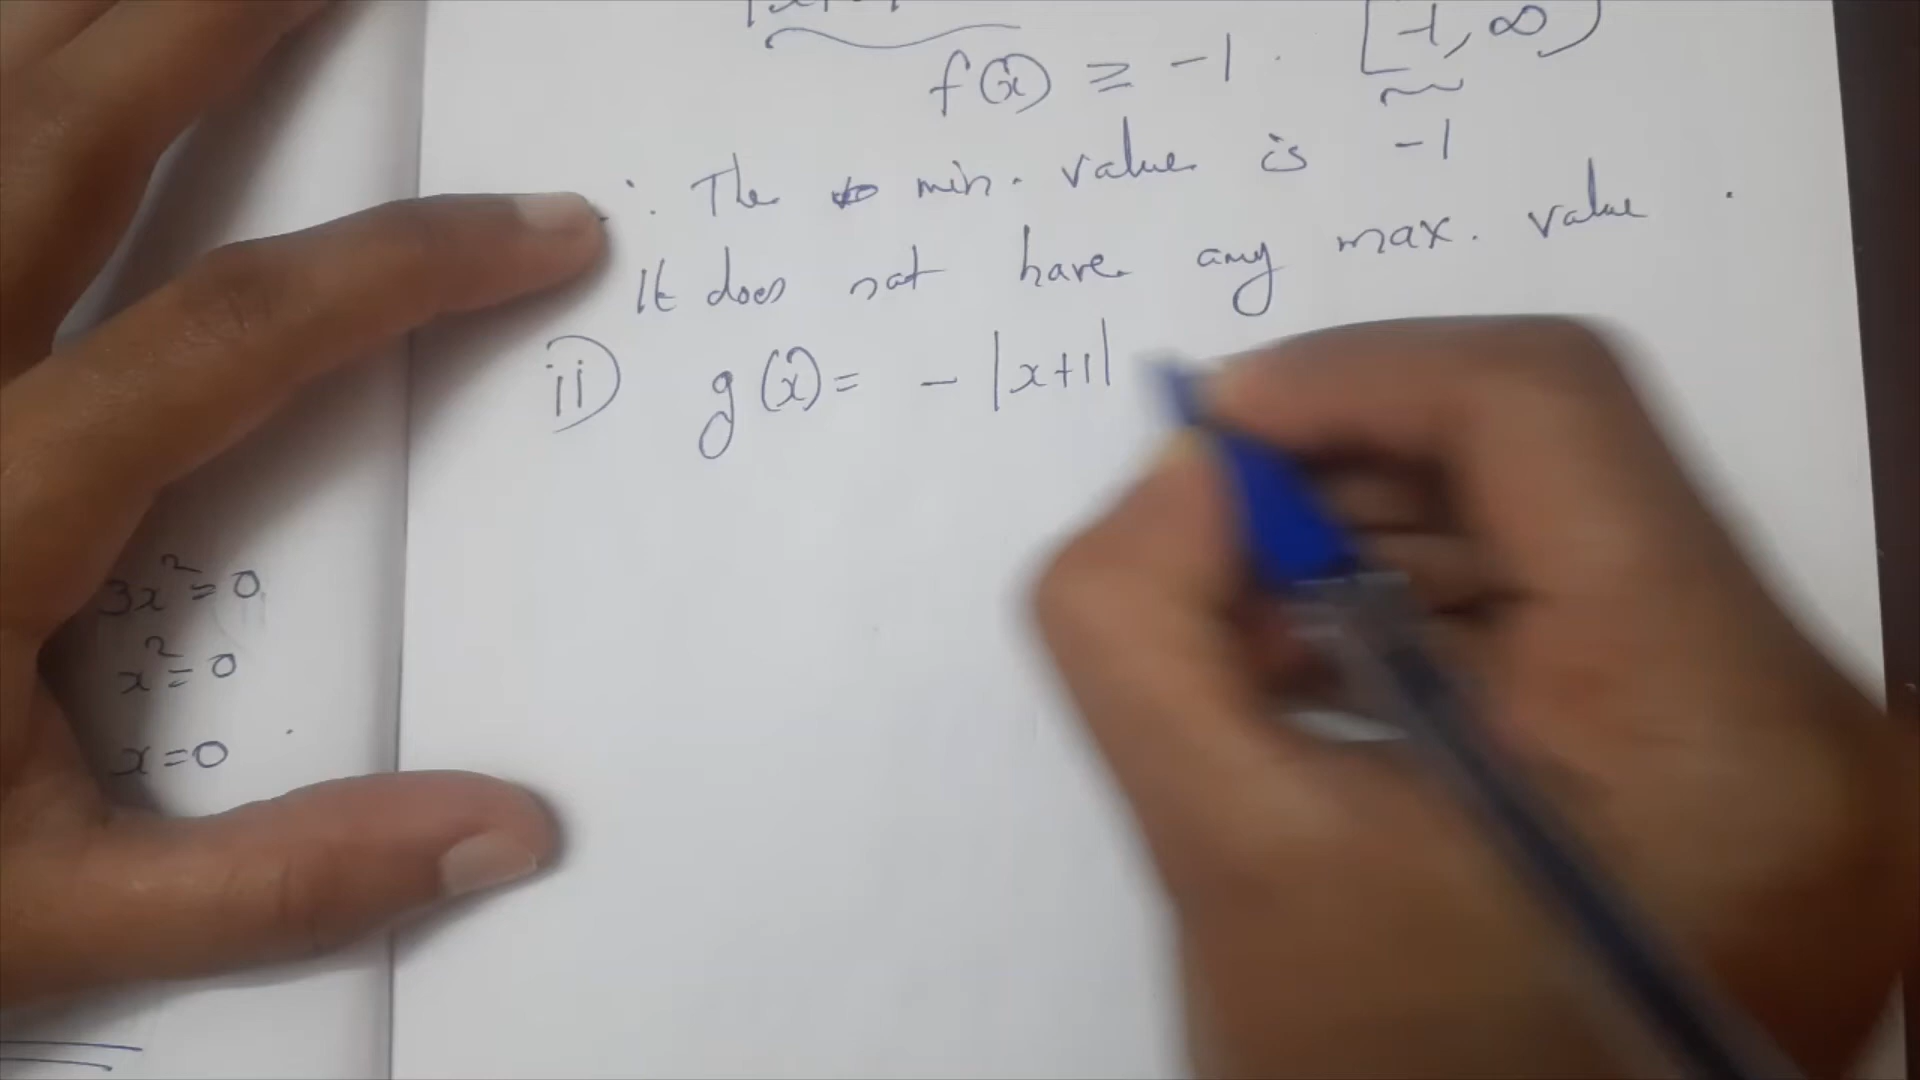 f(x) ≥ -1. [-1, ∞)
∴ The min. value is -1
It does not have any max. value.
ii) g(x) = - |x+1|
3x² = 0
x² = 0
x = 0